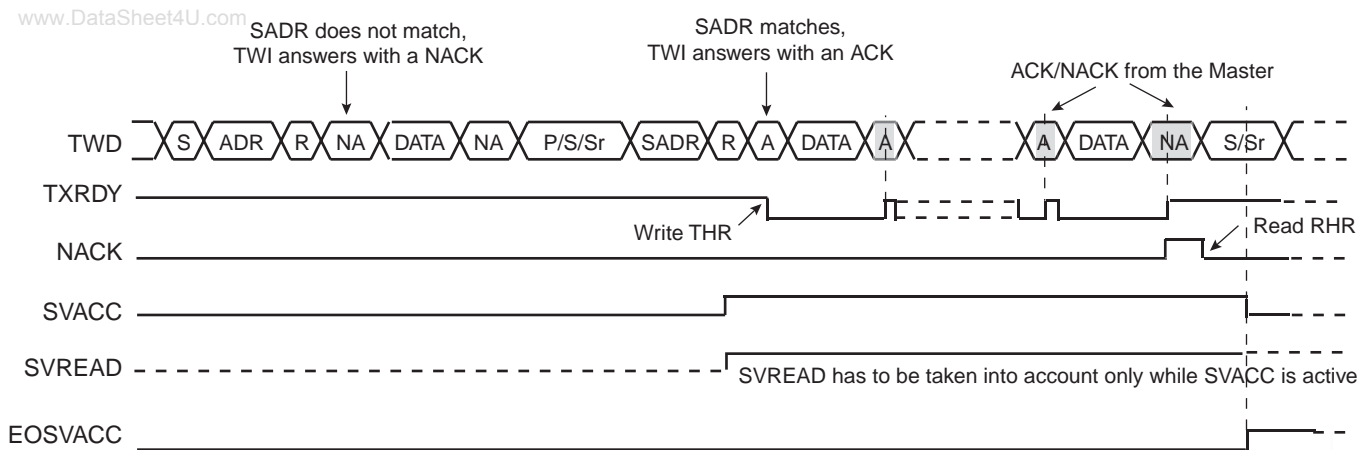 www.DataSheet4U.com
SADR does not match,
TWI answers with a NACK
SADR matches,
TWI answers with an ACK
ACK/NACK from the Master
TWD S ADR R NA DATA NA P/S/Sr SADR R A DATA A A DATA NA S/Sr
TXRDY
Write THR
Read RHR
NACK
SVACC
SVREAD
SVREAD has to be taken into account only while SVACC is active
EOSVACC